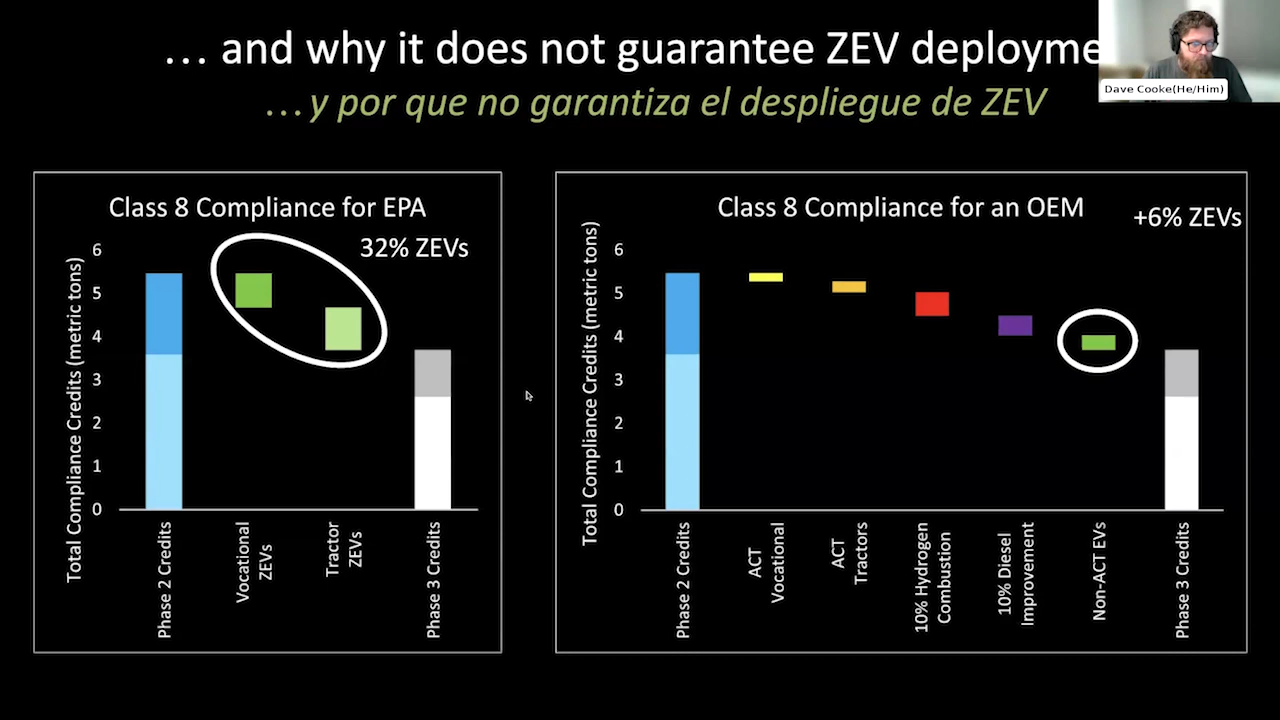 … and why it does not guarantee ZEV deployme
…y por que no garantiza el despliegue de ZEV
Dave Cooke(He/Him)
Class 8 Compliance for EPA
32% ZEVs
Total Compliance Credits (metric tons)
6
5
4
3
2
1
0
Phase 2 Credits
Vocational
ZEVs
Tractor
ZEVs
Phase 3 Credits
Class 8 Compliance for an OEM
+6% ZEVs
Total Compliance Credits (metric tons)
6
5
4
3
2
1
0
Phase 2 Credits
ACT
Vocational
ACT
Tractors
10% Hydrogen
Combustion
10% Diesel
Improvement
Non-ACT EVs
Phase 3 Credits